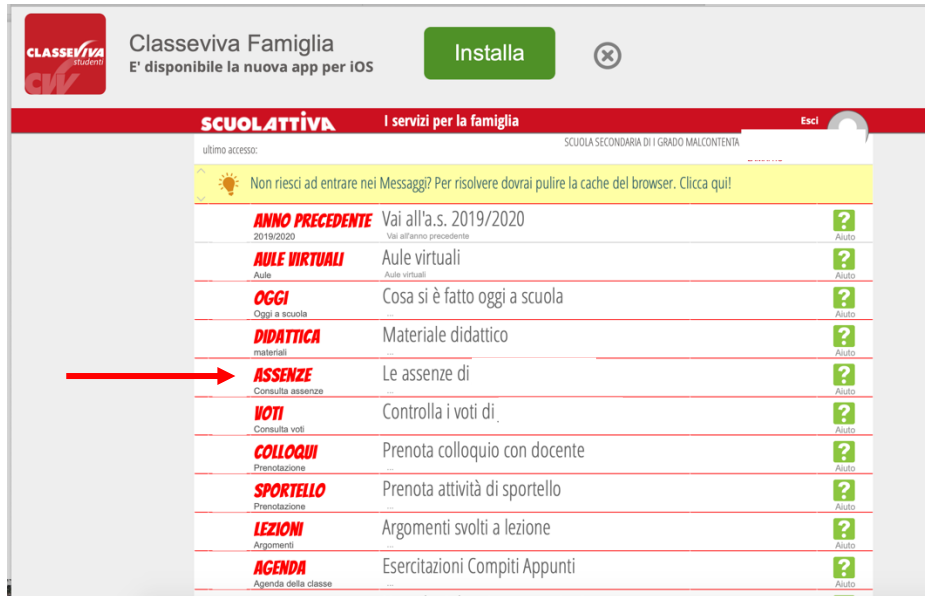 CLASSEVIVA
studenti
CVV
Classeviva Famiglia
E' disponibile la nuova app per iOS
Installa
SCUOLATTIVA
I servizi per la famiglia
Esci
ultimo accesso:
SCUOLA SECONDARIA DI I GRADO MALCONTENTA
Non riesci ad entrare nei Messaggi? Per risolvere dovrai pulire la cache del browser. Clicca qui!
ANNO PRECEDENTE Vai all'a.s. 2019/2020 ?
2019/2020 Vai all'anno precedente Aiuto
AULE VIRTUALI Aule virtuali ?
Aule Aule virtuali Aiuto
OGGI Cosa si è fatto oggi a scuola ?
Oggi a scuola ... Aiuto
DIDATTICA Materiale didattico ?
materiali ... Aiuto
ASSENZE Le assenze di ?
Consulta assenze ... Aiuto
VOTI Controlla i voti di ?
Consulta voti ... Aiuto
COLLOQUI Prenota colloquio con docente ?
Prenotazione ... Aiuto
SPORTELLO Prenota attività di sportello ?
Prenotazione ... Aiuto
LEZIONI Argomenti svolti a lezione ?
Argomenti ... Aiuto
AGENDA Esercitazioni Compiti Appunti ?
Agenda della classe ... Aiuto